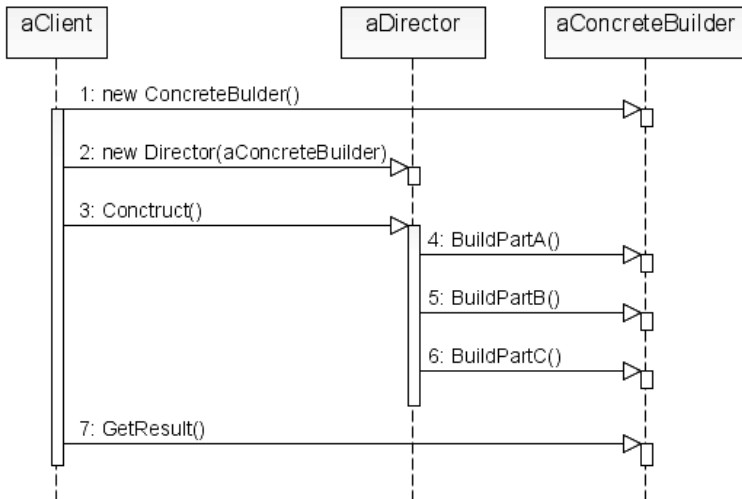 aClient
aDirector
aConcreteBuilder
1: new ConcreteBulder()
2: new Director(aConcreteBuilder)
3: Conctruct()
4: BuildPartA()
5: BuildPartB()
6: BuildPartC()
7: GetResult()